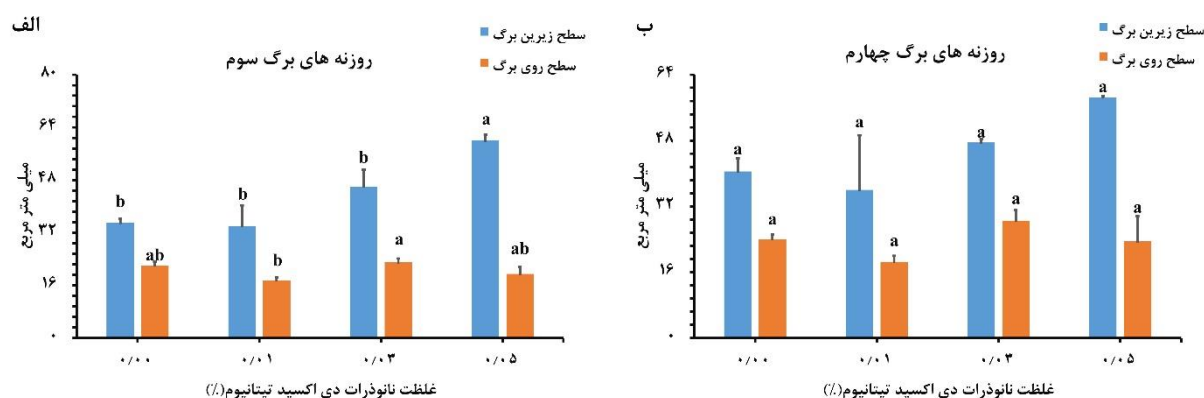 الف
روزنه های برگ سوم
سطح زیرین برگ
سطح روی برگ
میلی متر مربع
۸۰
۶۴
۴۸
۳۲
۱۶
۰
b
ab
b
b
b
a
a
ab
۰/۰۰
۰/۰۱
۰/۰۳
۰/۰۵
غلظت نانوذرات دی اکسید تیتانیوم(٪)
ب
روزنه های برگ چهارم
سطح زیرین برگ
سطح روی برگ
میلی متر مربع
۶۴
۴۸
۳۲
۱۶
۰
a
a
a
a
a
a
a
a
۰/۰۰
۰/۰۱
۰/۰۳
۰/۰۵
غلظت نانوذرات دی اکسید تیتانیوم(٪)